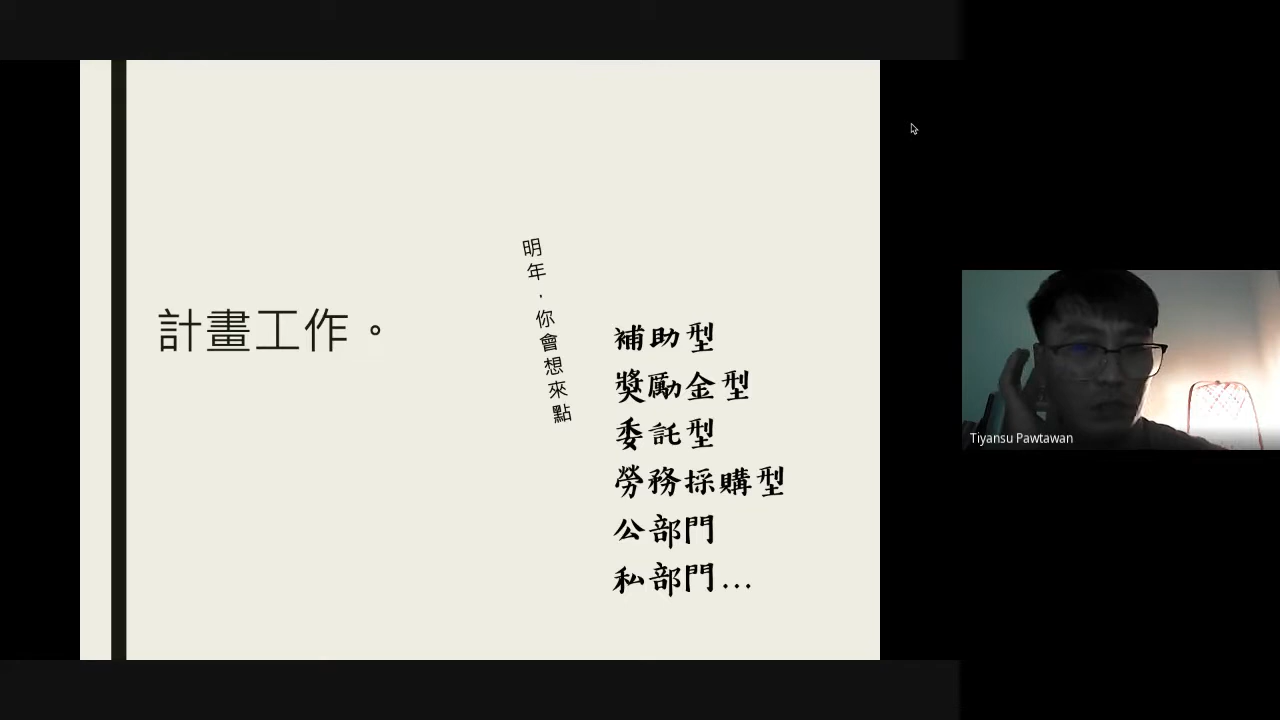 計畫工作。
明年，你會想來點
補助型
獎勵金型
委託型
勞務採購型
公部門
私部門...
Tiyansu Pawtawan